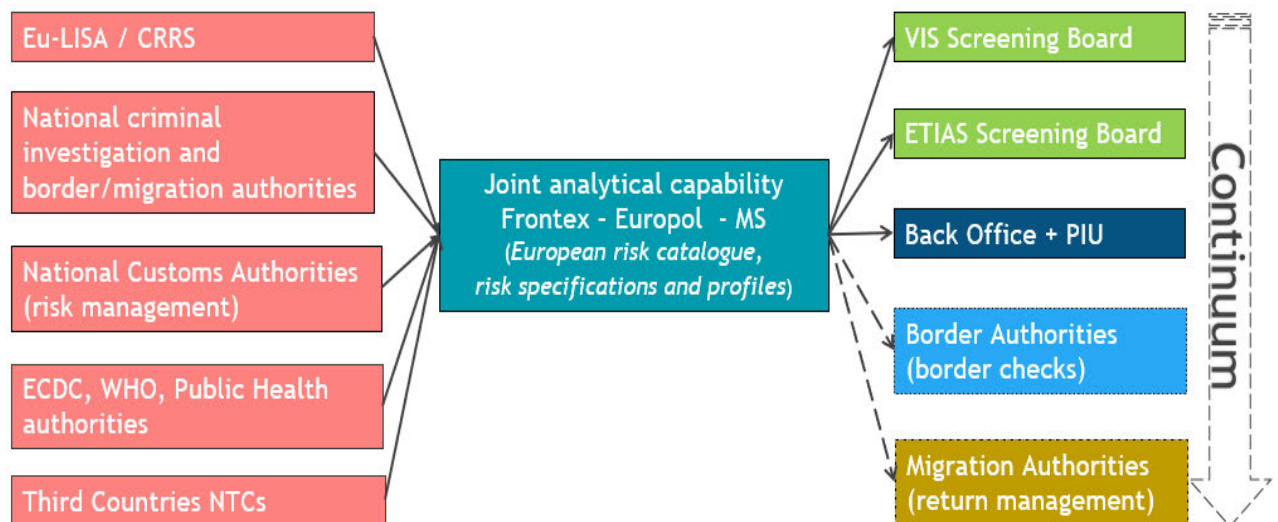 Eu-LISA / CRRS
National criminal
investigation and
border/migration authorities
National Customs Authorities
(risk management)
ECDC, WHO, Public Health
authorities
Third Countries NTCs
Joint analytical capability
Frontex – Europol  - MS
(European risk catalogue,
risk specifications and profiles)
VIS Screening Board
ETIAS Screening Board
Back Office + PIU
Border Authorities
(border checks)
Migration Authorities
(return management)
Continuum